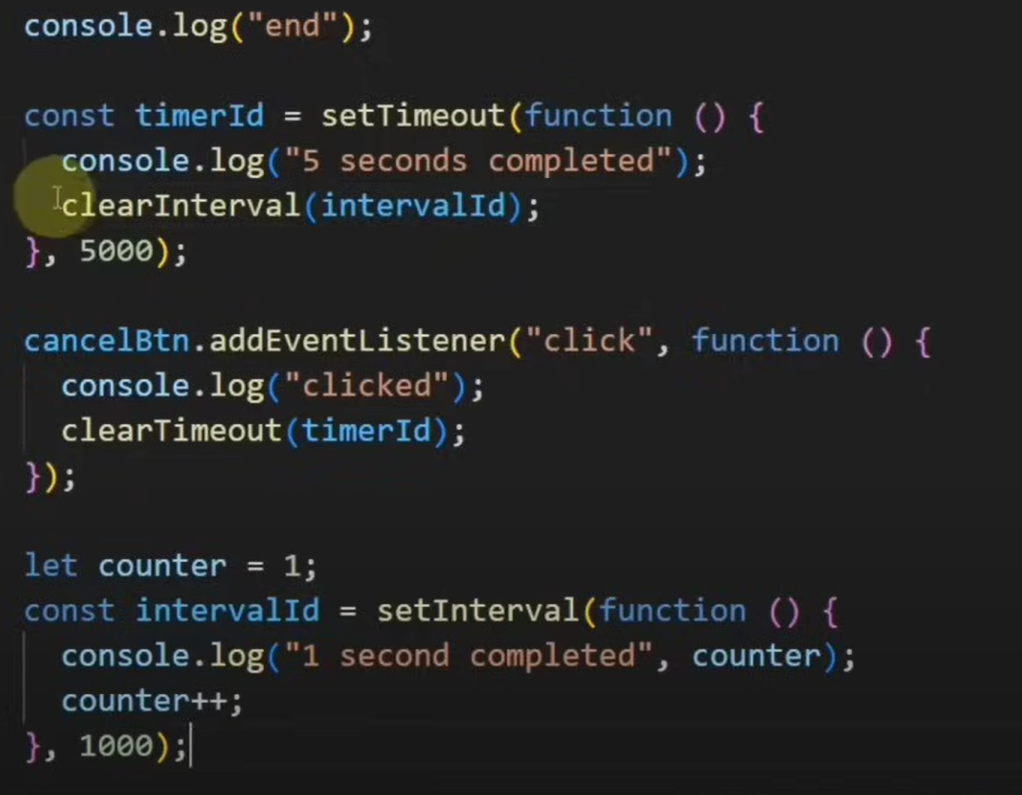 console.log("end");
const timerId = setTimeout(function () {
  console.log("5 seconds completed");
  clearInterval(intervalId);
}, 5000);
cancelBtn.addEventListener("click", function () {
  console.log("clicked");
  clearTimeout(timerId);
});
let counter = 1;
const intervalId = setInterval(function () {
  console.log("1 second completed", counter);
  counter++;
}, 1000);